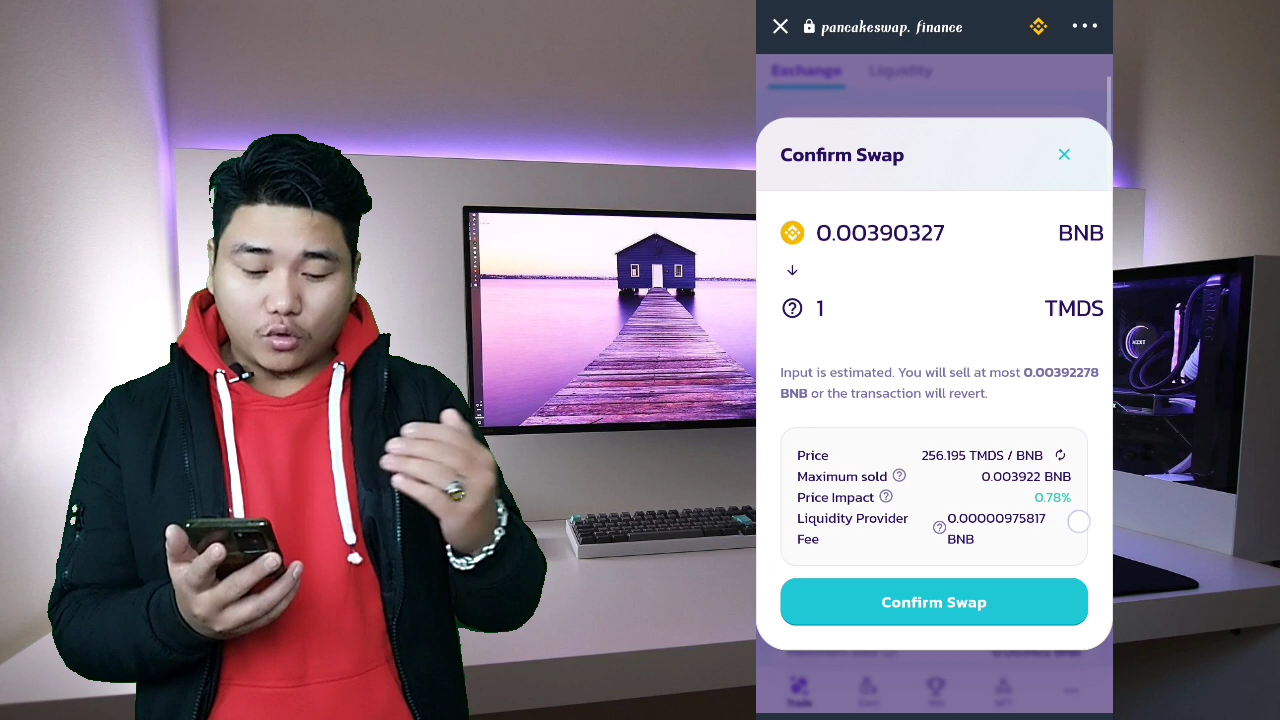 pancakeswap. finance
Exchange Liquidity
Confirm Swap
0.00390327 BNB
1 TMDS
Input is estimated. You will sell at most 0.00392278
BNB or the transaction will revert.
Price 256.195 TMDS / BNB
Maximum sold 0.003922 BNB
Price Impact 0.78%
Liquidity Provider Fee 0.00000975817 BNB
Confirm Swap
Trade
NZXT